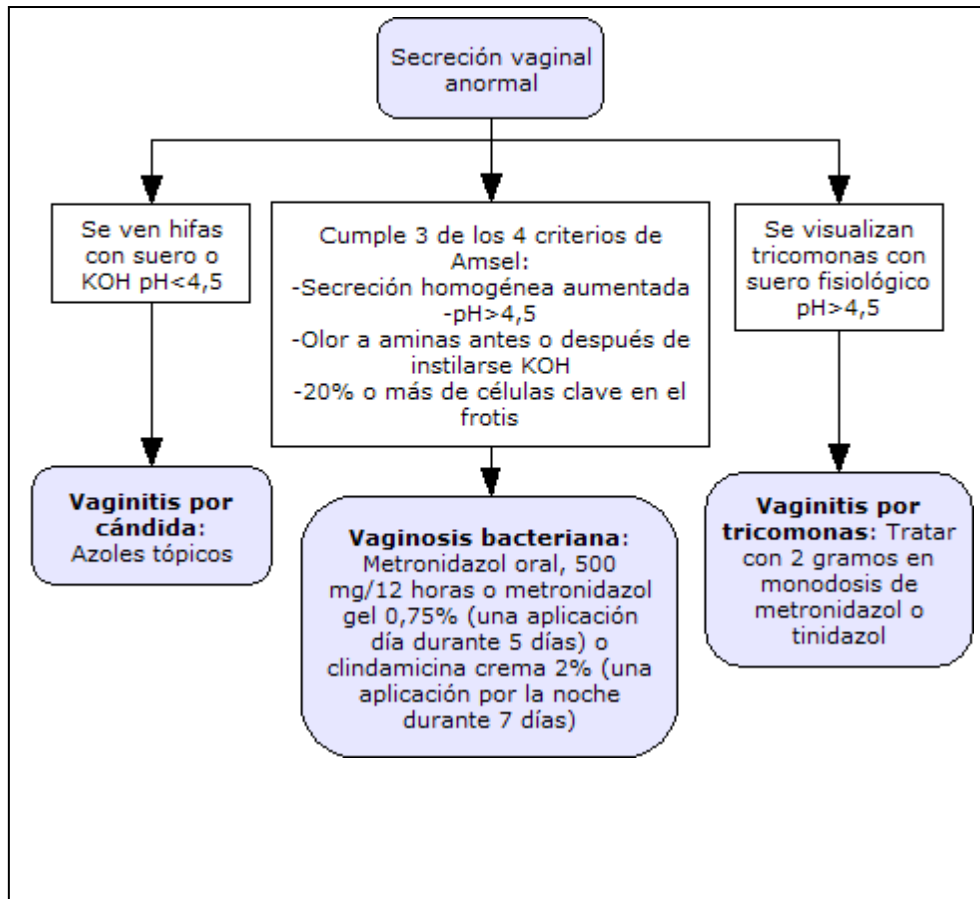 Secreción vaginal
anormal
Se ven hifas
con suero o
KOH pH<4,5
Cumple 3 de los 4 criterios de
Amsel:
-Secreción homogénea aumentada
-pH>4,5
-Olor a aminas antes o después de
instilarse KOH
-20% o más de células clave en el
frotis
Se visualizan
tricomonas con
suero fisiológico
pH>4,5
Vaginitis por
cándida:
Azoles tópicos
Vaginosis bacteriana:
Metronidazol oral, 500
mg/12 horas o metronidazol
gel 0,75% (una aplicación
día durante 5 días) o
clindamicina crema 2% (una
aplicación por la noche
durante 7 días)
Vaginitis por
tricomonas: Tratar
con 2 gramos en
monodosis de
metronidazol o
tinidazol